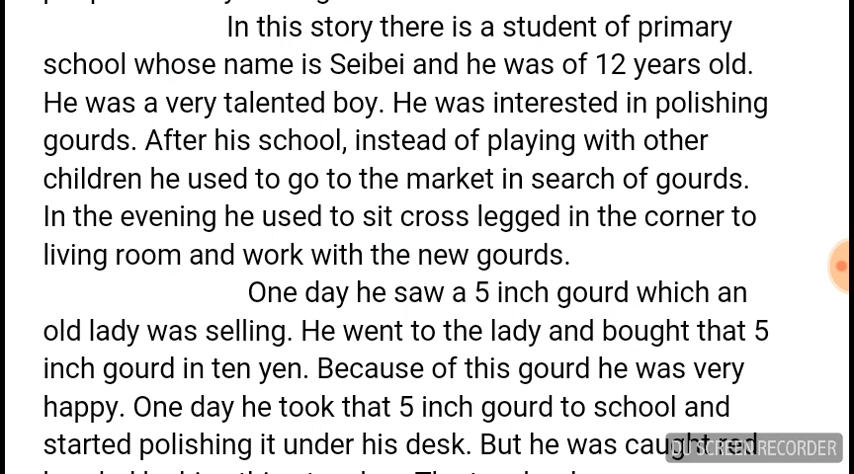 In this story there is a student of primary
school whose name is Seibei and he was of 12 years old.
He was a very talented boy. He was interested in polishing
gourds. After his school, instead of playing with other
children he used to go to the market in search of gourds.
In the evening he used to sit cross legged in the corner to
living room and work with the new gourds.
One day he saw a 5 inch gourd which an
old lady was selling. He went to the lady and bought that 5
inch gourd in ten yen. Because of this gourd he was very
happy. One day he took that 5 inch gourd to school and
started polishing it under his desk. But he was caught red
DU SCREEN RECORDER